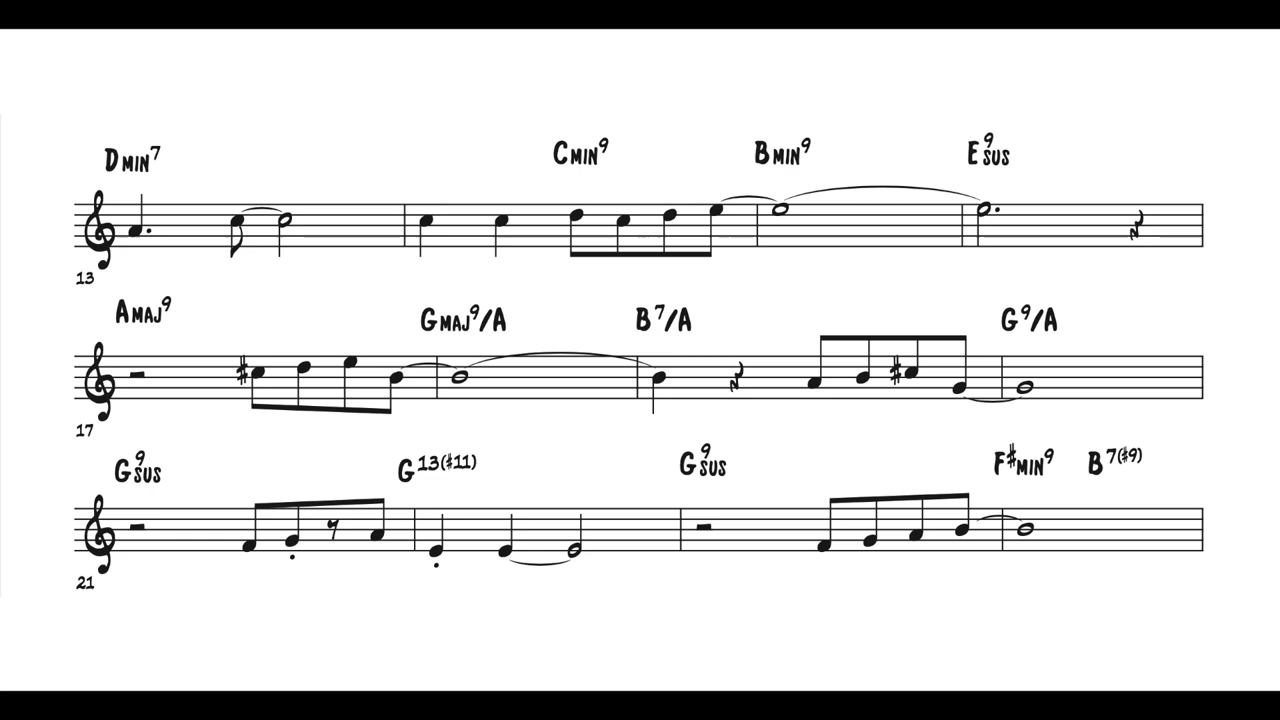 Dmin7 Cmin9 Bmin9 E9sus
13
Amaj9 Gmaj9/A B7/A G9/A
17
G9sus G13(♯11) G9sus F♯min9 B7(♯9)
21